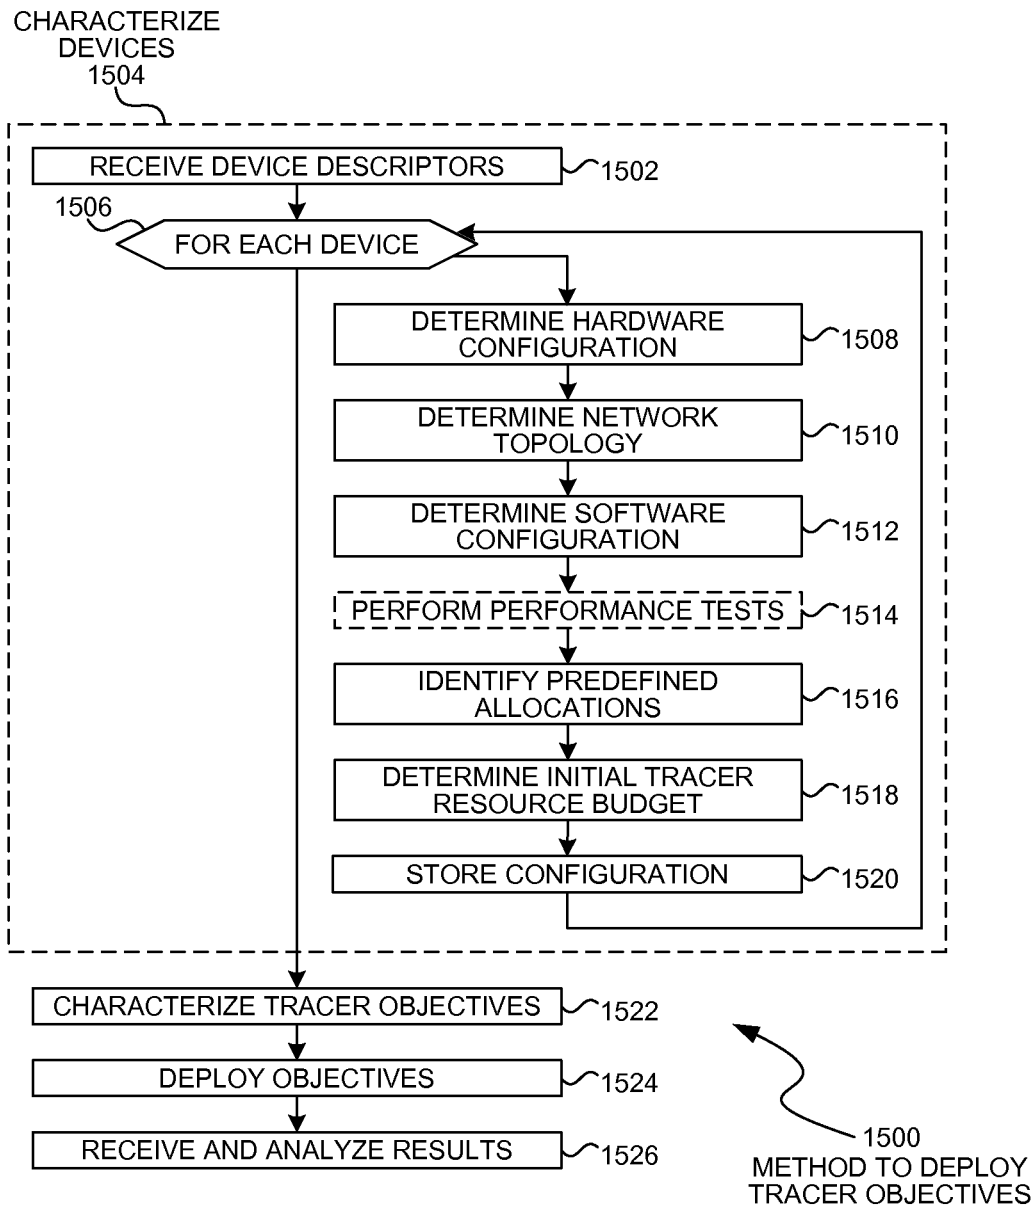 CHARACTERIZE
DEVICES
1504
RECEIVE DEVICE DESCRIPTORS
1502
1506
FOR EACH DEVICE
DETERMINE HARDWARE
CONFIGURATION
1508
DETERMINE NETWORK
TOPOLOGY
1510
DETERMINE SOFTWARE
CONFIGURATION
1512
PERFORM PERFORMANCE TESTS
1514
IDENTIFY PREDEFINED
ALLOCATIONS
1516
DETERMINE INITIAL TRACER
RESOURCE BUDGET
1518
STORE CONFIGURATION
1520
CHARACTERIZE TRACER OBJECTIVES
1522
DEPLOY OBJECTIVES
1524
RECEIVE AND ANALYZE RESULTS
1526
1500
METHOD TO DEPLOY
TRACER OBJECTIVES